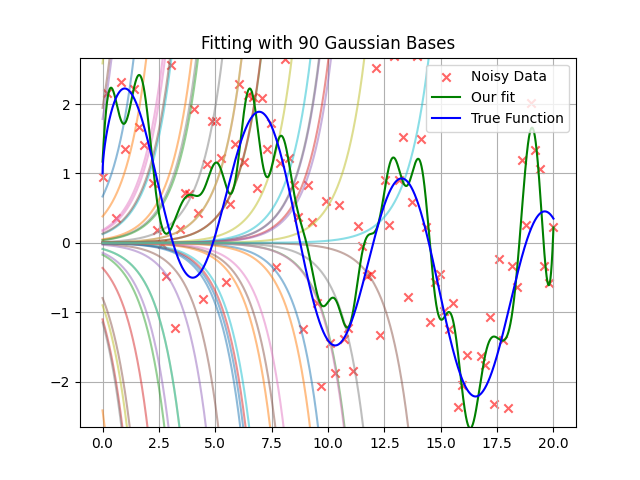 Fitting with 90 Gaussian Bases
Noisy Data
Our fit
True Function
2
1
0
−1
−2
0.0 2.5 5.0 7.5 10.0 12.5 15.0 17.5 20.0